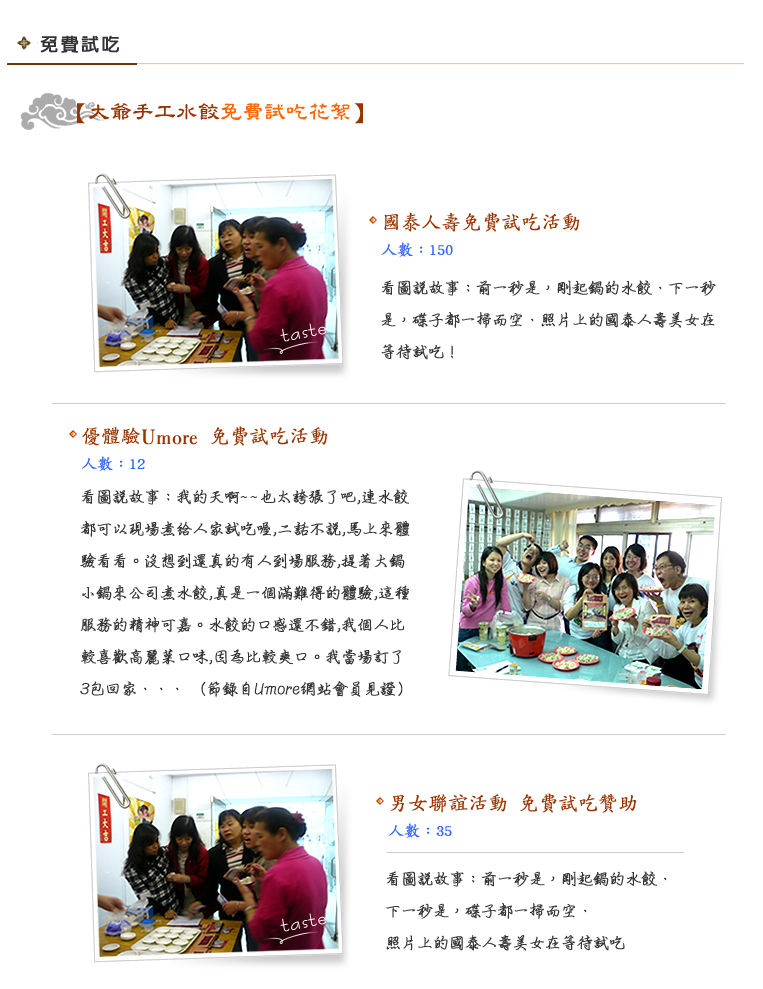 免費試吃
【大爺手工水餃免費試吃花絮】
開工大吉
taste
國泰人壽免費試吃活動
人數：150
看圖說故事；前一秒是，剛起鍋的水餃．下一秒
是，碟子都一掃而空．照片上的國泰人壽美女在
等待試吃！
優體驗Umore 免費試吃活動
人數：12
看圖說故事；我的天啊~~也太誇張了吧,連水餃
都可以現場煮給人家試吃喔,二話不說,馬上來體
驗看看。沒想到還真的有人到場服務,提著大鍋
小鍋來公司煮水餃,真是一個滿難得的體驗,這種
服務的精神可嘉。水餃的口感還不錯,我個人比
較喜歡高麗菜口味,因為比較爽口。我當場訂了
3包回家．．． (節錄自Umore網站會員見證)
開工大吉
taste
男女聯誼活動 免費試吃贊助
人數：35
看圖說故事；前一秒是，剛起鍋的水餃．
下一秒是，碟子都一掃而空．
照片上的國泰人壽美女在等待試吃